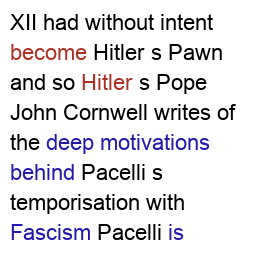 XII had without intent
become Hitler s Pawn
and so Hitler s Pope
John Cornwell writes of
the deep motivations
behind Pacelli s
temporisation with
Fascism Pacelli is